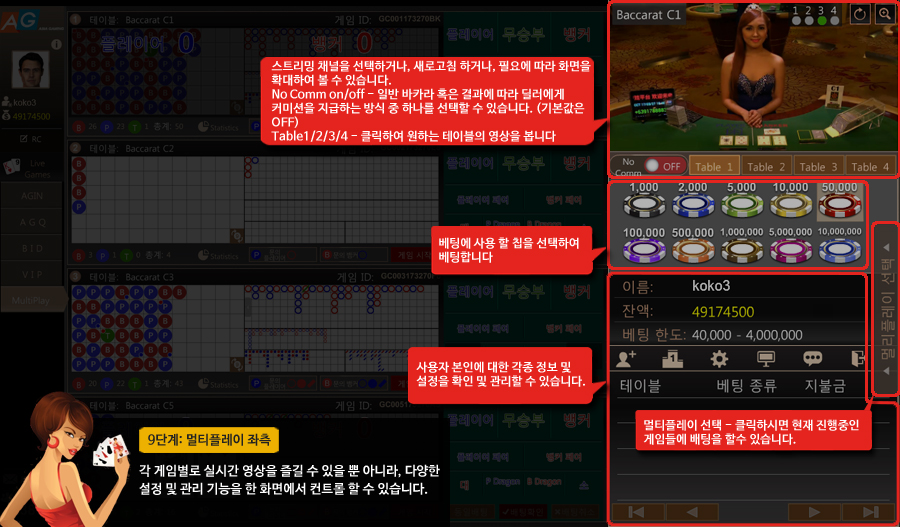 AG
테이블: Baccarat C1
게임 ID: GC001173270BK
플레이어 0
뱅커 0
플레이어 무승부 뱅커
koko3
49174500
Live Games
AGIN
A G Q
B I D
V I P
MultiPlay
B 26 P 23 T 1 총계: 50
Statistics
테이블: Baccarat C2
게임 ID:
B 3 P 1 T 0 총계: 4
Statistics
테이블: Baccarat C3
게임 ID: GC003173270
플레이어 무승부 뱅커
플레이어 페어
뱅커 페어
B 20 P 22 T 1 총계: 43
Statistics
테이블: Baccarat C5
게임 ID: GC00517
P Dragon B Dragon
대
스트리밍 채널을 선택하거나, 새로고침 하거나, 필요에 따라 화면을
확대하여 볼 수 있습니다.
No Comm on/off – 일반 바카라 혹은 결과에 따라 딜러에게
커미션을 지급하는 방식 중 하나를 선택할 수 있습니다. (기본값은
OFF)
Table1/2/3/4 – 클릭하여 원하는 테이블의 영상을 봅니다
Baccarat C1
1 2 3 4
No Comm OFF
Table 1 Table 2 Table 3 Table 4
1,000 2,000 5,000 10,000 50,000
100,000 500,000 1,000,000 5,000,000 10,000,000
베팅에 사용 할 칩을 선택하여
베팅합니다
멀티플레이 선택
이름: koko3
잔액: 49174500
베팅 한도: 40,000 - 4,000,000
테이블 베팅 종류 지불금
사용자 본인에 대한 각종 정보 및
설정을 확인 및 관리할 수 있습니다.
멀티플레이 선택 – 클릭하시면 현재 진행중인
게임들에 배팅을 할수 있습니다.
9단계: 멀티플레이 좌측
각 게임별로 실시간 영상을 즐길 수 있을 뿐 아니라, 다양한
설정 및 관리 기능을 한 화면에서 컨트롤 할 수 있습니다.